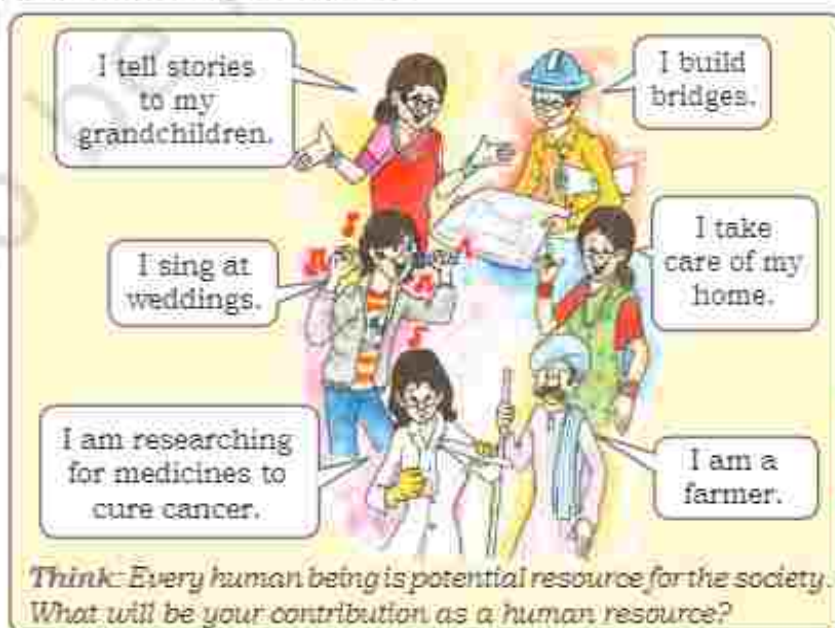 I tell stories
to my
grandchildren.
I build
bridges.
I sing at
weddings.
I take
care of my
home.
I am researching
for medicines to
cure cancer.
I am a
farmer.
Think: Every human being is potential resource for the society.
What will be your contribution as a human resource?